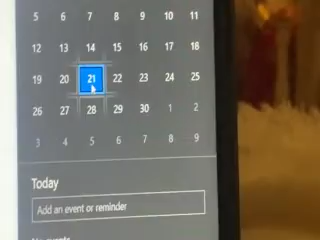 5 6 7 8 9 10 11
12 13 14 15 16 17 18
19 20 21 22 23 24 25
26 27 28 29 30 1 2
3 4 5 6 7 8 9
Today
Add an event or reminder